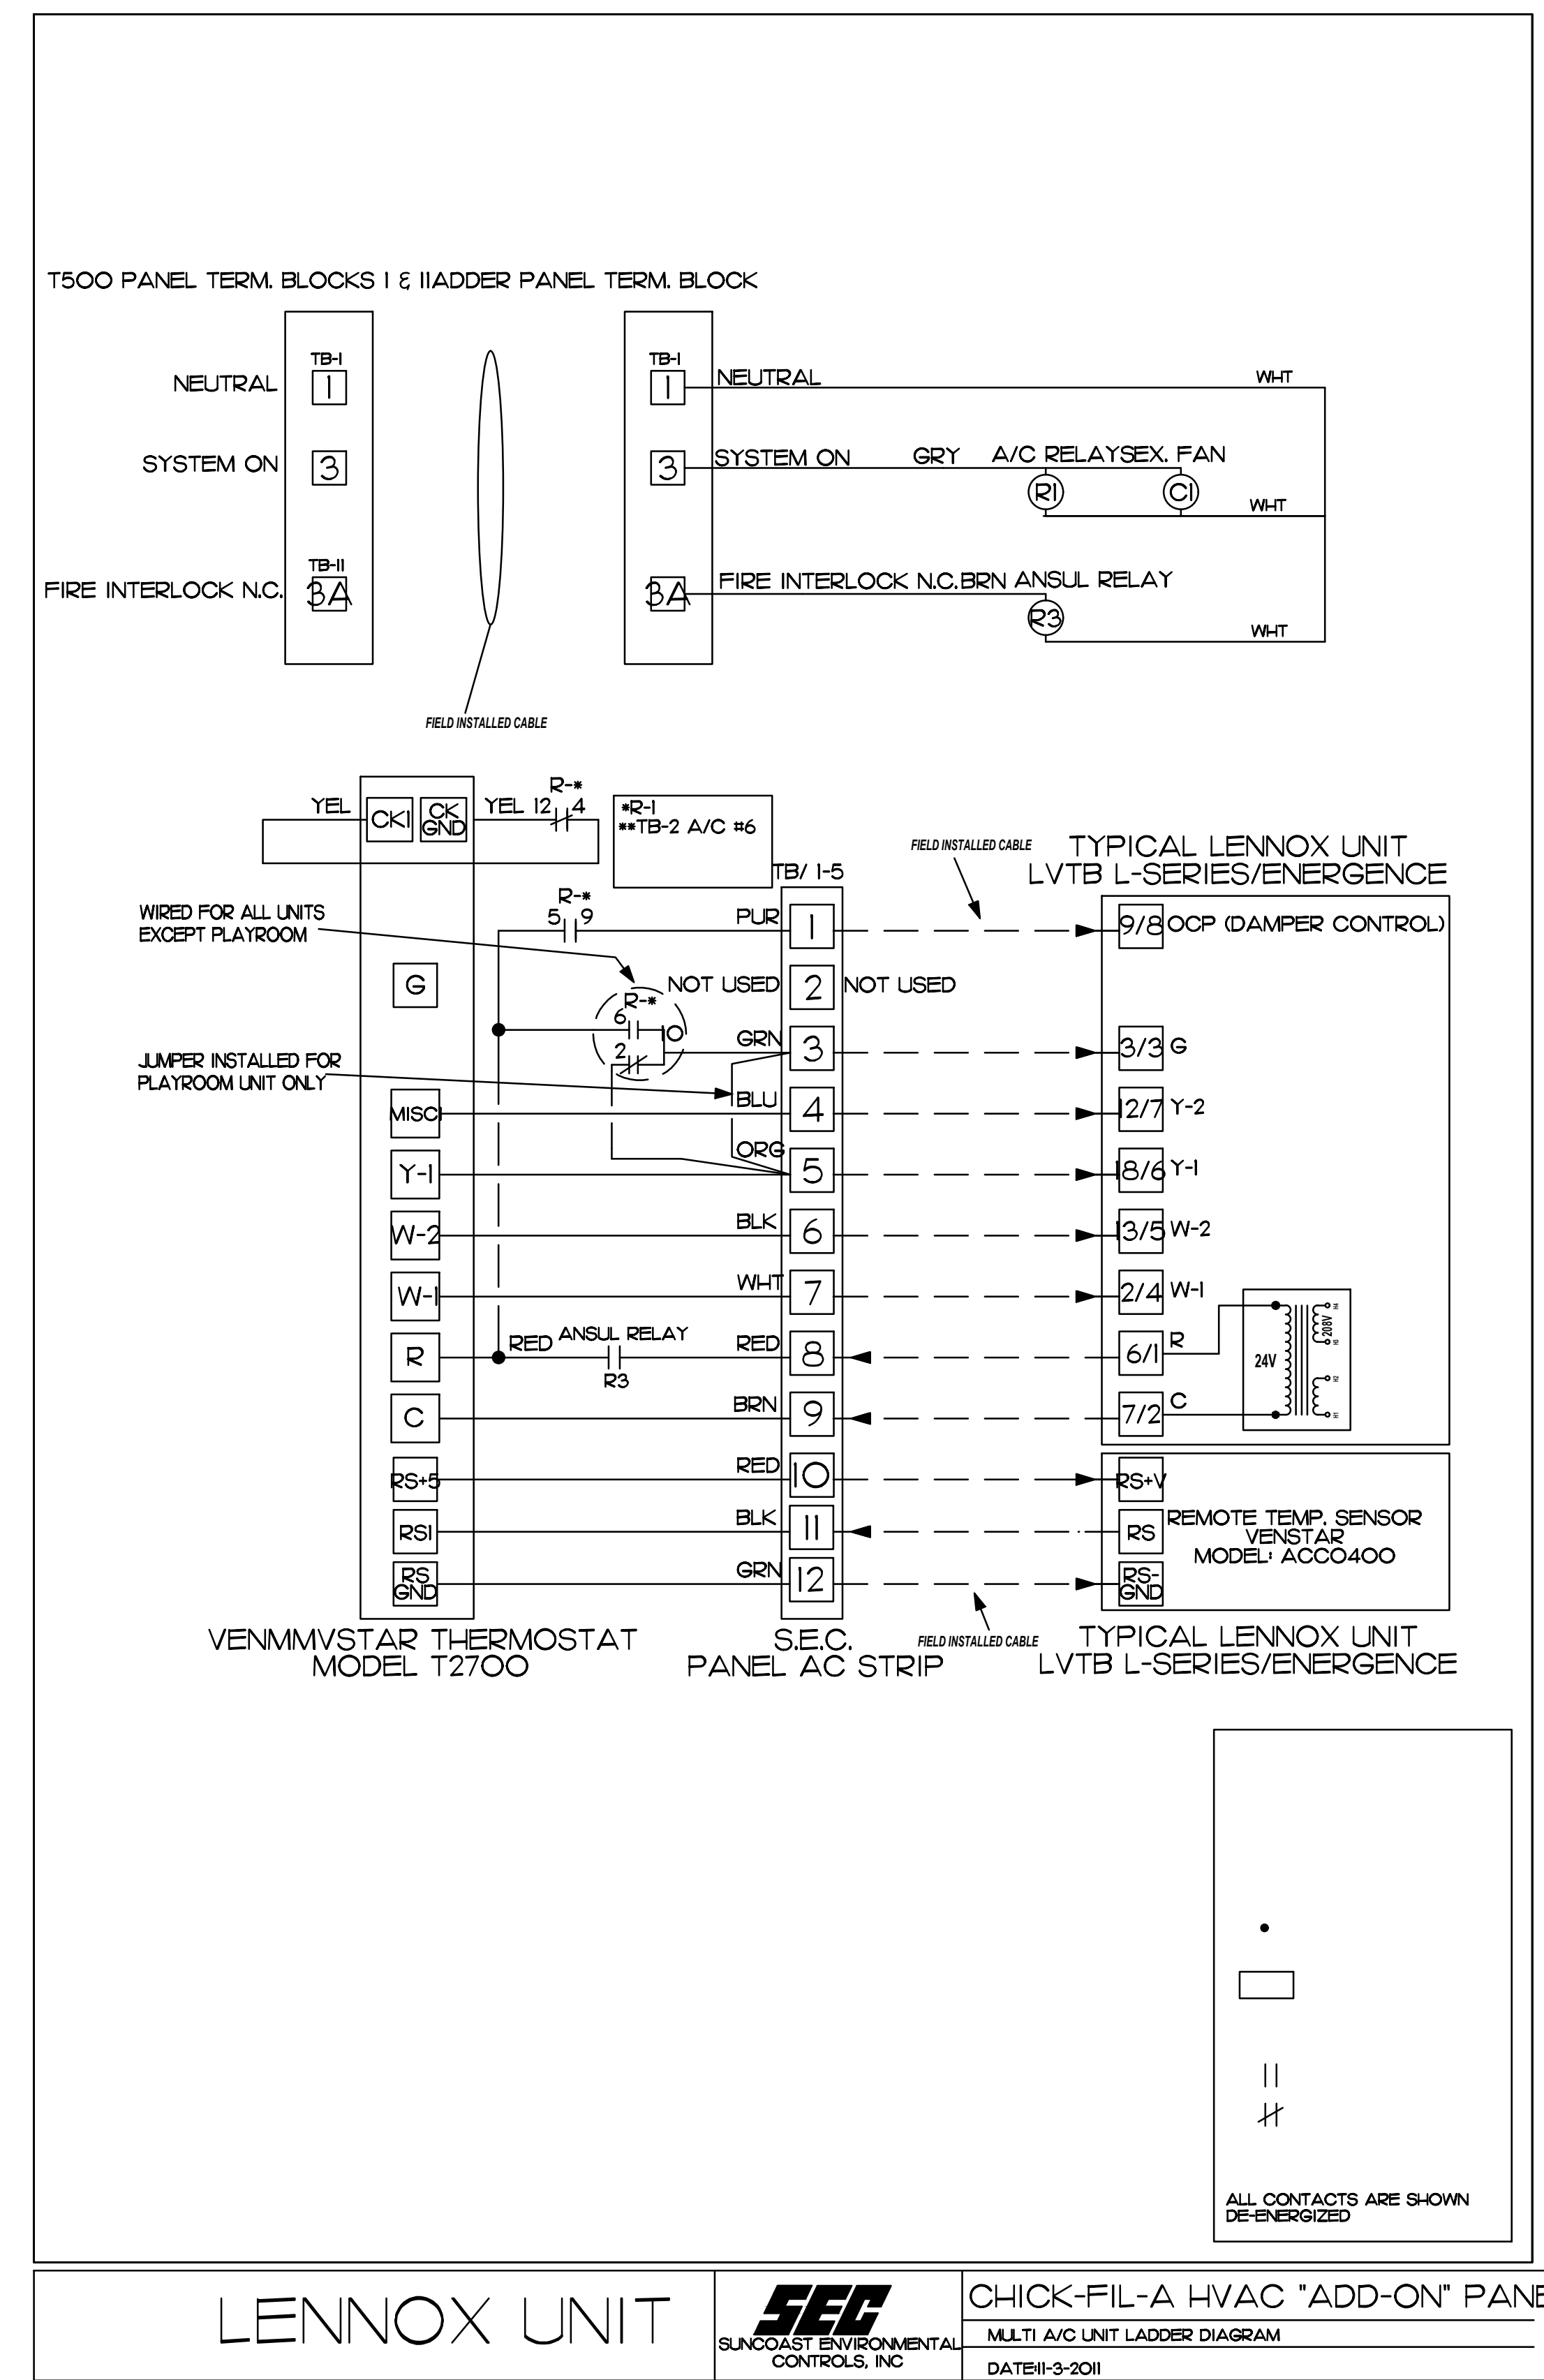 T500 PANEL TERM. BLOCKS I & II ADDER PANEL TERM. BLOCK
TB-I
NEUTRAL
1
SYSTEM ON
3
TB-II
FIRE INTERLOCK N.C.
3A
TB-I
1
NEUTRAL
WHT
3
SYSTEM ON
GRY
A/C RELAYS
EX. FAN
R1
C1
WHT
3A
FIRE INTERLOCK N.C.
BRN
ANSUL RELAY
R3
WHT
FIELD INSTALLED CABLE
YEL
CK1
CK
GND
YEL
12
R-*
4
*R-1
**TB-2 A/C #6
TB/ 1-5
FIELD INSTALLED CABLE
TYPICAL LENNOX UNIT
LVTB L-SERIES/ENERGENCE
WIRED FOR ALL UNITS
EXCEPT PLAYROOM
R-*
5
9
PUR
1
9/8
OCP (DAMPER CONTROL)
G
NOT USED
2
NOT USED
R-*
6
10
2
GRN
3
3/3
G
JUMPER INSTALLED FOR
PLAYROOM UNIT ONLY
MISC1
BLU
4
12/7
Y-2
Y-1
ORG
5
18/6
Y-1
W-2
BLK
6
13/5
W-2
W-1
WHT
7
2/4
W-1
R
RED
ANSUL RELAY
R3
RED
8
6/1
R
24V
208V
H4
H3
H2
H1
C
BRN
9
7/2
C
RS+5
RED
10
RS+V
RS1
BLK
11
RS
REMOTE TEMP. SENSOR
VENSTAR
MODEL: ACC0400
RS
GND
GRN
12
RS-
GND
VENMMVSTAR THERMOSTAT
MODEL T2700
S.E.C.
PANEL AC STRIP
FIELD INSTALLED CABLE
TYPICAL LENNOX UNIT
LVTB L-SERIES/ENERGENCE
ALL CONTACTS ARE SHOWN
DE-ENERGIZED
LENNOX UNIT
SEC
SUNCOAST ENVIRONMENTAL
CONTROLS, INC
CHICK-FIL-A HVAC "ADD-ON" PANE
MULTI A/C UNIT LADDER DIAGRAM
DATE:11-3-2011